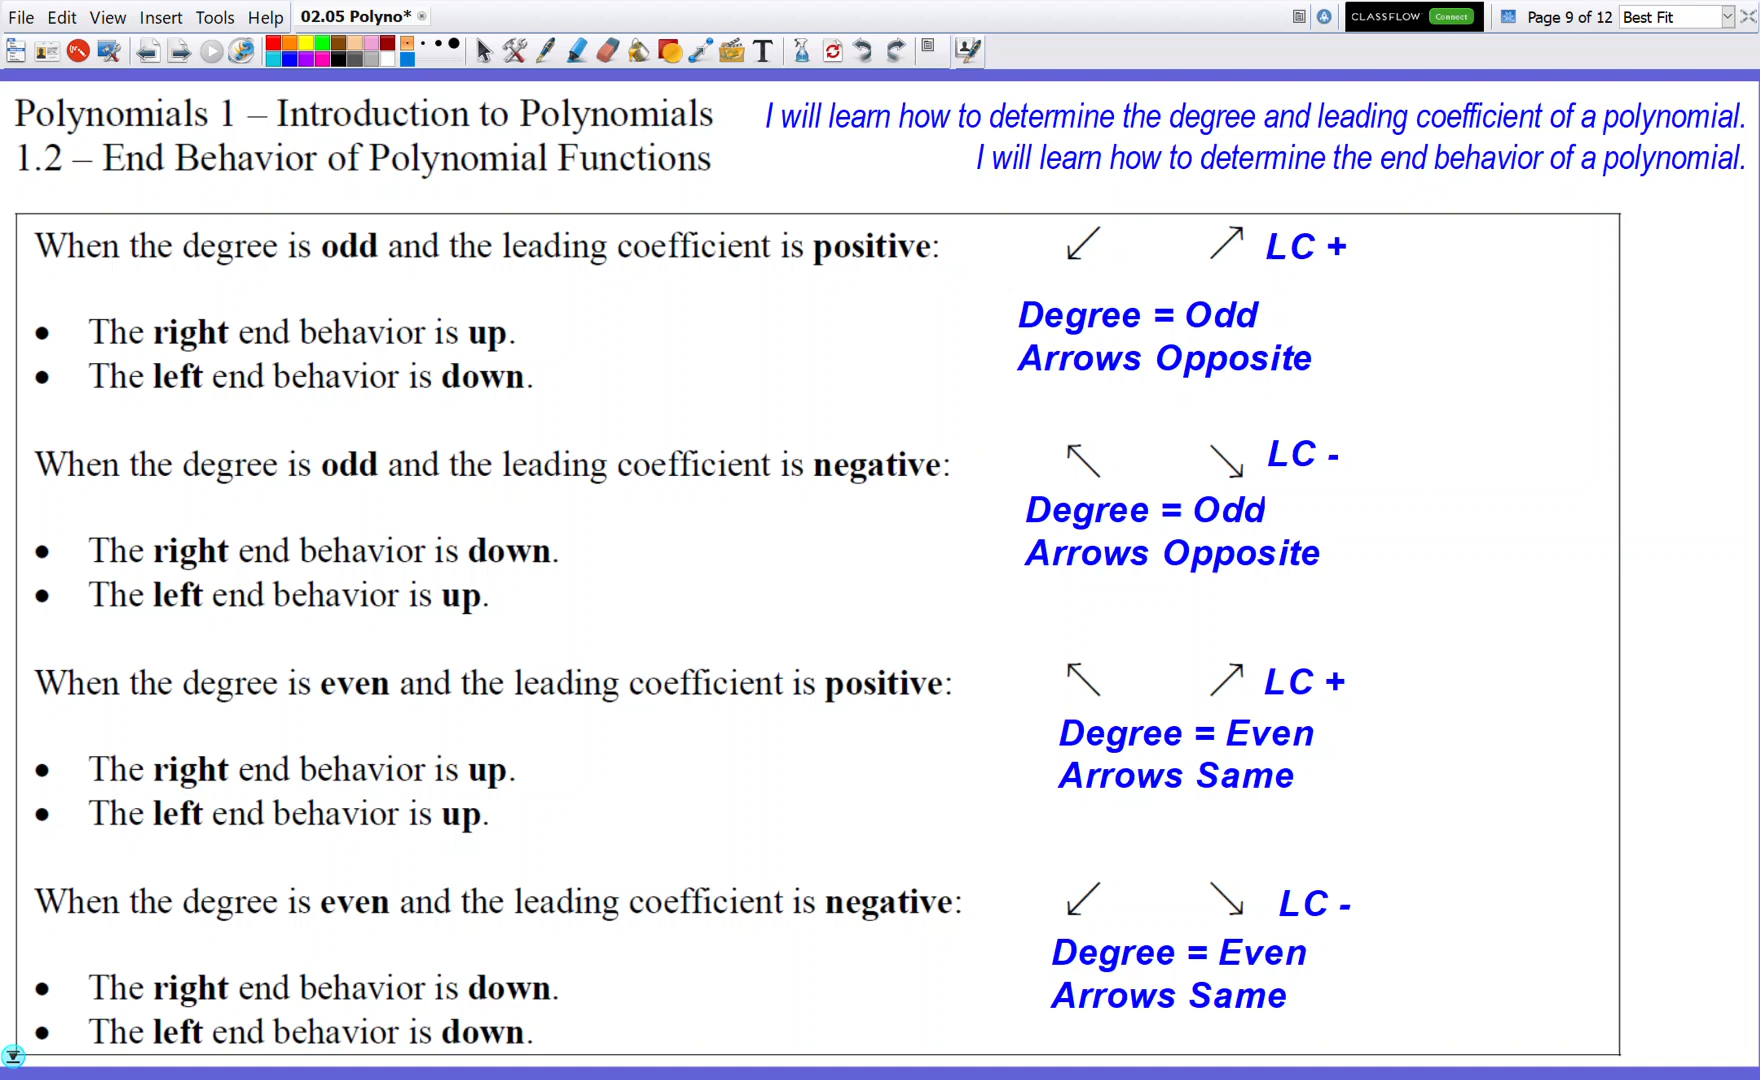 File Edit View Insert Tools Help 02.05 Polyno* CLASSFLOW Connect Page 9 of 12 Best Fit
Polynomials 1 – Introduction to Polynomials
I will learn how to determine the degree and leading coefficient of a polynomial.
1.2 – End Behavior of Polynomial Functions
I will learn how to determine the end behavior of a polynomial.
When the degree is odd and the leading coefficient is positive: ↙ ↗ LC +
Degree = Odd
Arrows Opposite
• The right end behavior is up.
• The left end behavior is down.
When the degree is odd and the leading coefficient is negative: ↖ ↘ LC -
Degree = Odd
Arrows Opposite
• The right end behavior is down.
• The left end behavior is up.
When the degree is even and the leading coefficient is positive: ↖ ↗ LC +
Degree = Even
Arrows Same
• The right end behavior is up.
• The left end behavior is up.
When the degree is even and the leading coefficient is negative: ↙ ↘ LC -
Degree = Even
Arrows Same
• The right end behavior is down.
• The left end behavior is down.